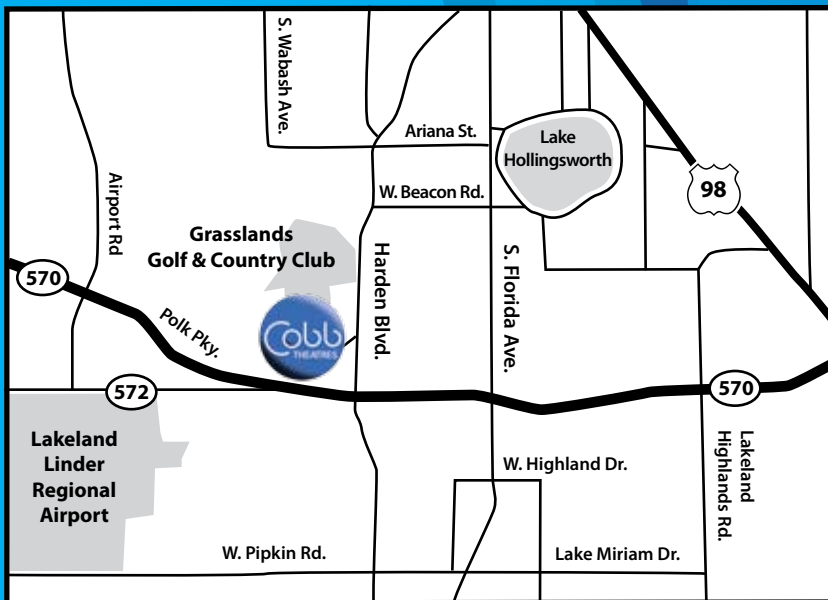 S. Wabash Ave.
Ariana St.
Lake
Hollingsworth
98
W. Beacon Rd.
Airport Rd
Grasslands
Golf & Country Club
Harden Blvd.
S. Florida Ave.
570
Polk Pky.
Cobb
THEATRES
572
570
Lakeland
Linder
Regional
Airport
Lakeland
Highlands Rd.
W. Highland Dr.
W. Pipkin Rd.
Lake Miriam Dr.